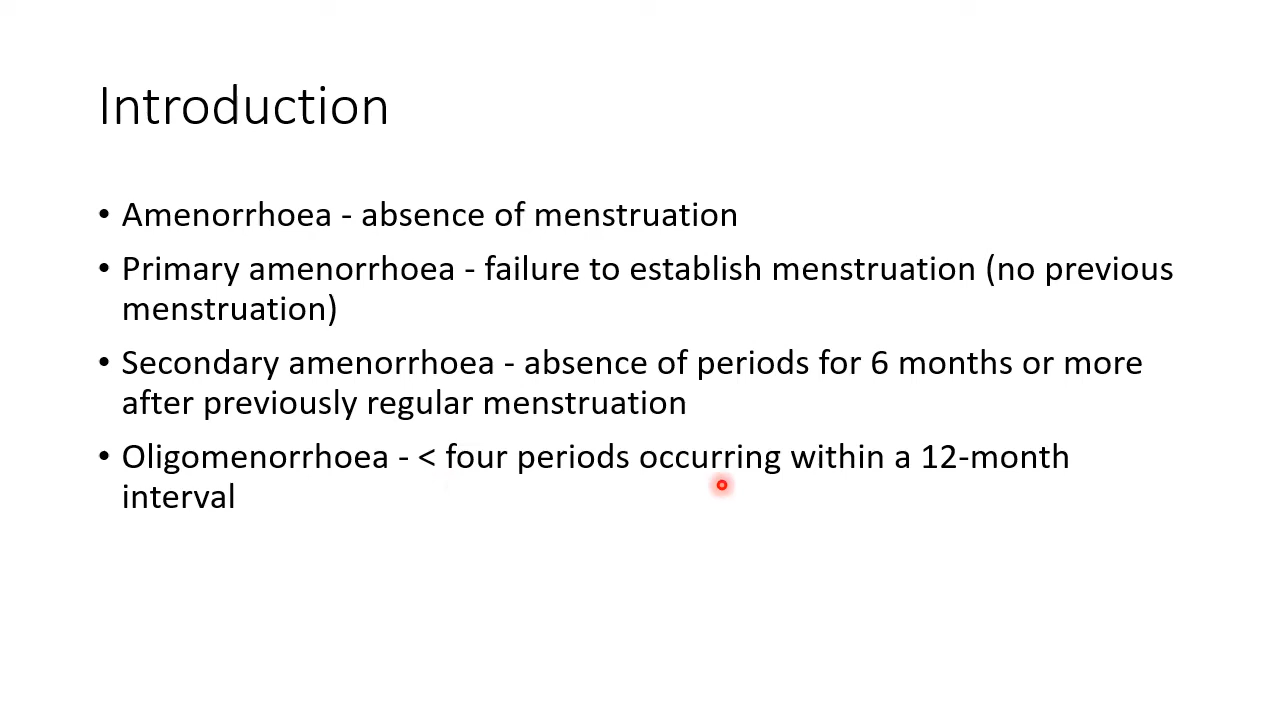 Introduction
• Amenorrhoea - absence of menstruation
• Primary amenorrhoea - failure to establish menstruation (no previous
menstruation)
• Secondary amenorrhoea - absence of periods for 6 months or more
after previously regular menstruation
• Oligomenorrhoea - < four periods occurring within a 12-month
interval